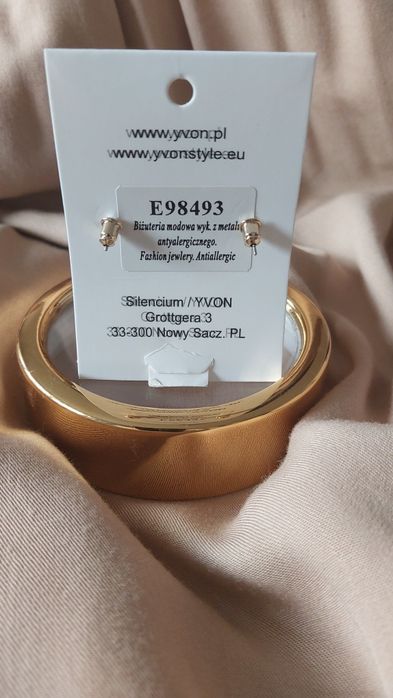 www.yvon.pl
www.yvonstyle.eu
E98493
Biżuteria modowa wyk. z metalu
antyalergicznego.
Fashion jewlery. Antiallergic
Silencium / YVON
Grottgera 3
33-300 Nowy Sacz. PL